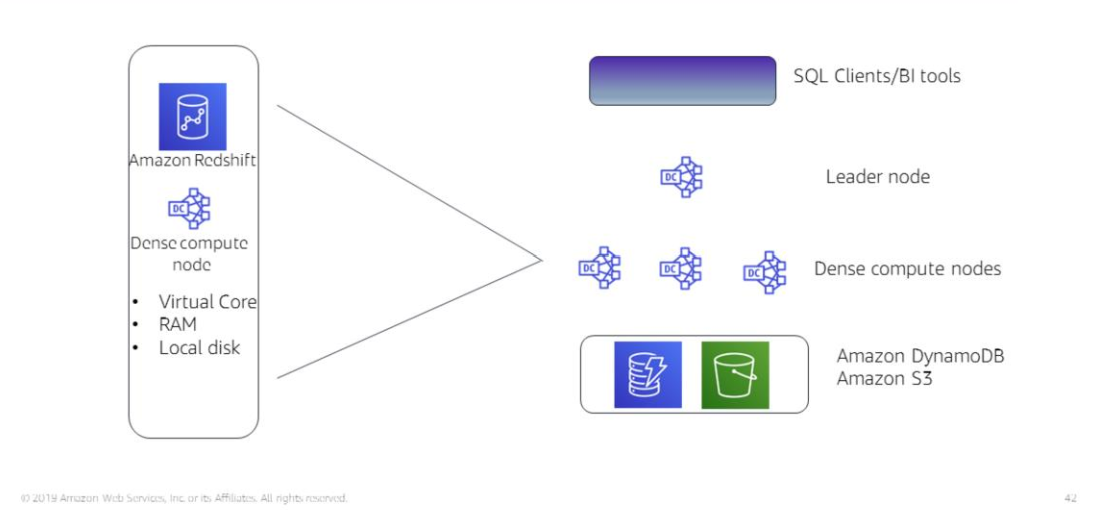 Amazon Redshift
DC
Dense compute
node
• Virtual Core
• RAM
• Local disk
SQL Clients/BI tools
DC
Leader node
DC
DC
DC
Dense compute nodes
Amazon DynamoDB
Amazon S3
© 2019 Amazon Web Services, Inc. or its Affiliates. All rights reserved.
42